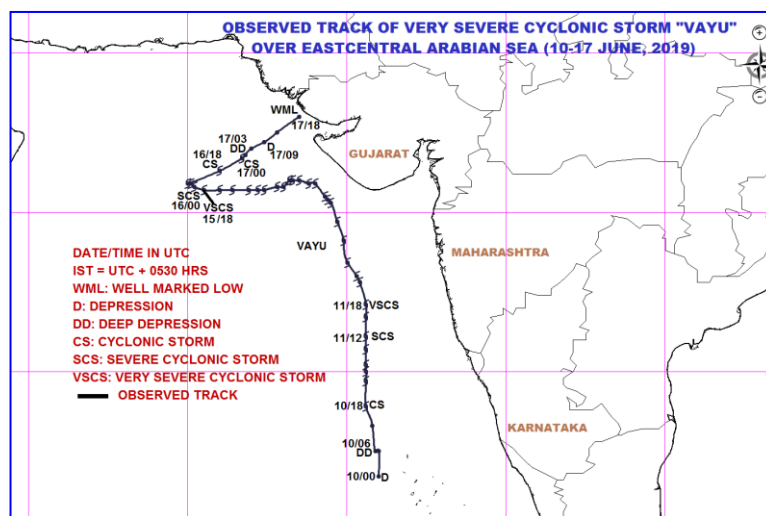 OBSERVED TRACK OF VERY SEVERE CYCLONIC STORM "VAYU"
OVER EASTCENTRAL ARABIAN SEA (10-17 JUNE, 2019)
WML
17/18
17/03
DD
D
17/09
16/18
CS
CS
17/00
GUJARAT
SCS
16/00
VSCS
15/18
VAYU
MAHARASHTRA
DATE/TIME IN UTC
IST = UTC + 0530 HRS
WML: WELL MARKED LOW
D: DEPRESSION
DD: DEEP DEPRESSION
CS: CYCLONIC STORM
SCS: SEVERE CYCLONIC STORM
VSCS: VERY SEVERE CYCLONIC STORM
OBSERVED TRACK
11/18 VSCS
11/12 SCS
10/18 CS
KARNATAKA
10/06
DD
10/00 D